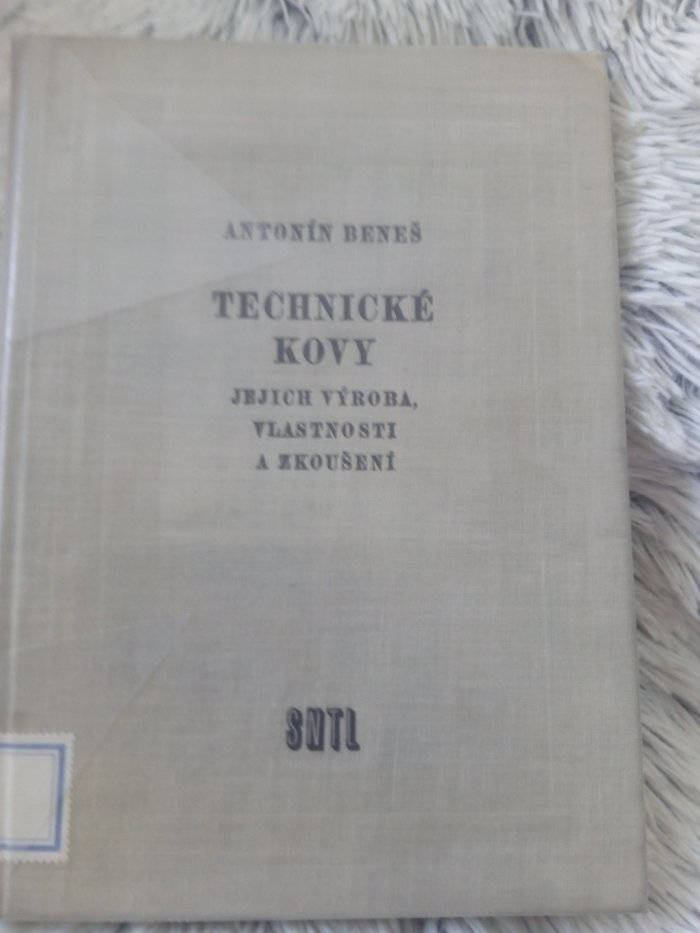 ANTONÍN BENEŠ
TECHNICKÉ
KOVY
JEJICH VÝROBA,
VLASTNOSTI
A ZKOUŠENÍ
SNTL